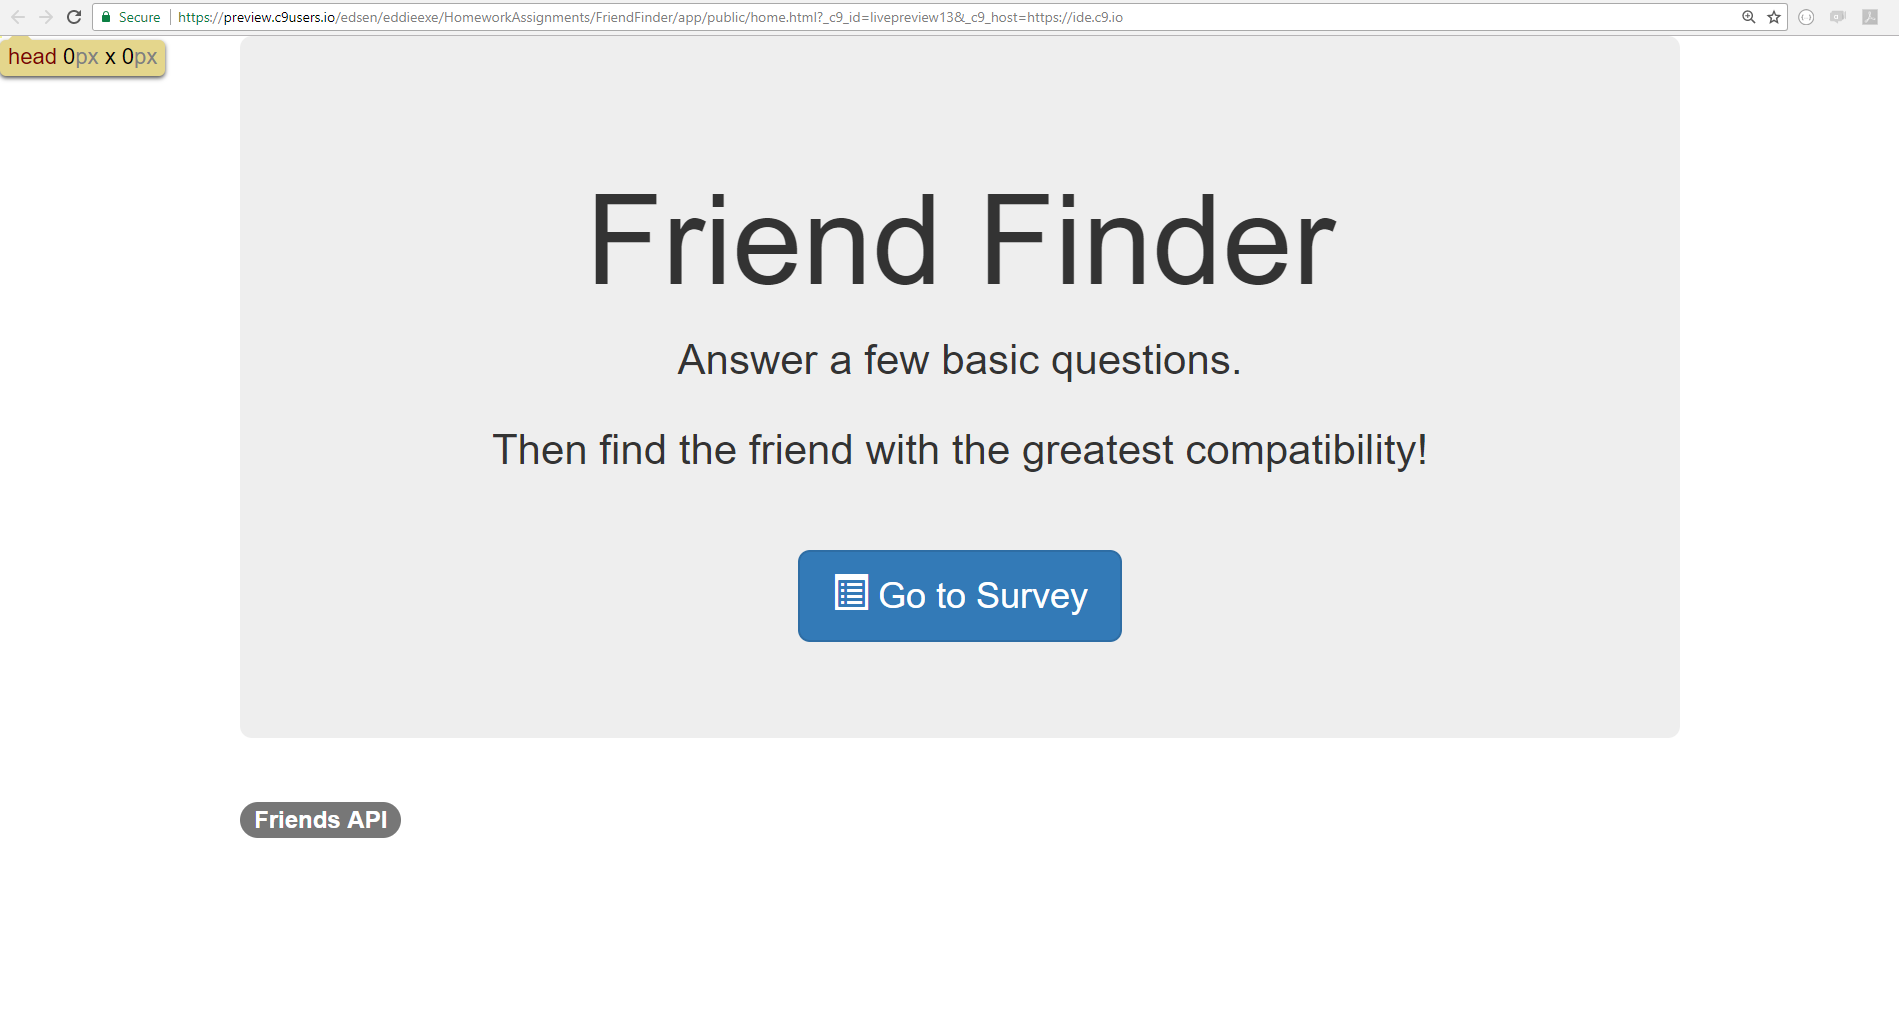 Secure https://preview.c9users.io/edsen/eddieexe/HomeworkAssignments/FriendFinder/app/public/home.html?_c9_id=livepreview13&_c9_host=https://ide.c9.io
head 0px x 0px
Friend Finder
Answer a few basic questions.
Then find the friend with the greatest compatibility!
Go to Survey
Friends API